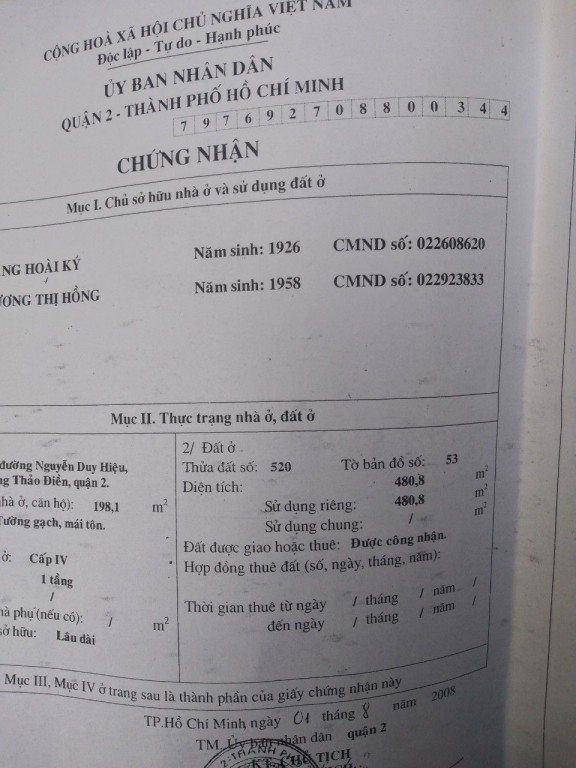 CỘNG HOÀ XÃ HỘI CHỦ NGHĨA VIỆT NAM
Độc lập - Tự do - Hạnh phúc
ỦY BAN NHÂN DÂN
QUẬN 2 - THÀNH PHỐ HỒ CHÍ MINH
7 9 7 6 9 2 7 0 8 8 0 0 3 4 4
CHỨNG NHẬN
Mục I. Chủ sở hữu nhà ở và sử dụng đất ở
NG HOÀI KÝ Năm sinh: 1926 CMND số: 022608620
ƯƠNG THỊ HỒNG Năm sinh: 1958 CMND số: 022923833
Mục II. Thực trạng nhà ở, đất ở
đường Nguyễn Duy Hiệu,
ng Thảo Điền, quận 2.
hà ở, căn hộ): 198,1 m²
Tường gạch, mái tôn.
ở: Cấp IV
1 tầng
/
hà phụ (nếu có): / m²
sở hữu: Lâu dài
2/ Đất ở
Thửa đất số: 520 Tờ bản đồ số: 53
Diện tích: 480,8 m²
Sử dụng riêng: 480,8 m²
Sử dụng chung: / m²
Đất được giao hoặc thuê: Được công nhận.
Hợp đồng thuê đất (số, ngày, tháng, năm):
Thời gian thuê từ ngày / tháng / năm /
đến ngày / tháng / năm /
Mục III, Mục IV ở trang sau là thành phần của giấy chứng nhận này
TP.Hồ Chí Minh ngày 01 tháng 8 năm 2008
TM. Ủy ban nhân dân quận 2
KT.CHỦ TỊCH